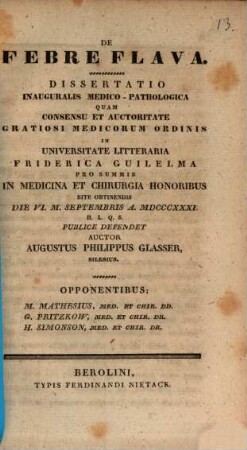 13.
DE
FEBRE FLAVA.
DISSERTATIO
INAUGURALIS MEDICO-PATHOLOGICA
QUAM
CONSENSU ET AUCTORITATE
GRATIOSI MEDICORUM ORDINIS
IN
UNIVERSITATE LITTERARIA
FRIDERICA GUILELMA
PRO SUMMIS
IN MEDICINA ET CHIRURGIA HONORIBUS
RITE OBTINENDIS
DIE VI. M. SEPTEMBRIS A. MDCCCXXXI.
H. L. Q. S.
PUBLICE DEFENDET
AUCTOR
AUGUSTUS PHILIPPUS GLASSER,
SILESIUS.
OPPONENTIBUS:
M. MATHESIUS, MED. ET CHIR. DD.
G. PRITZKOW, MED. ET CHIR. DR.
H. SIMONSON, MED. ET CHIR. DR.
BEROLINI,
TYPIS FERDINANDI NIETACK.